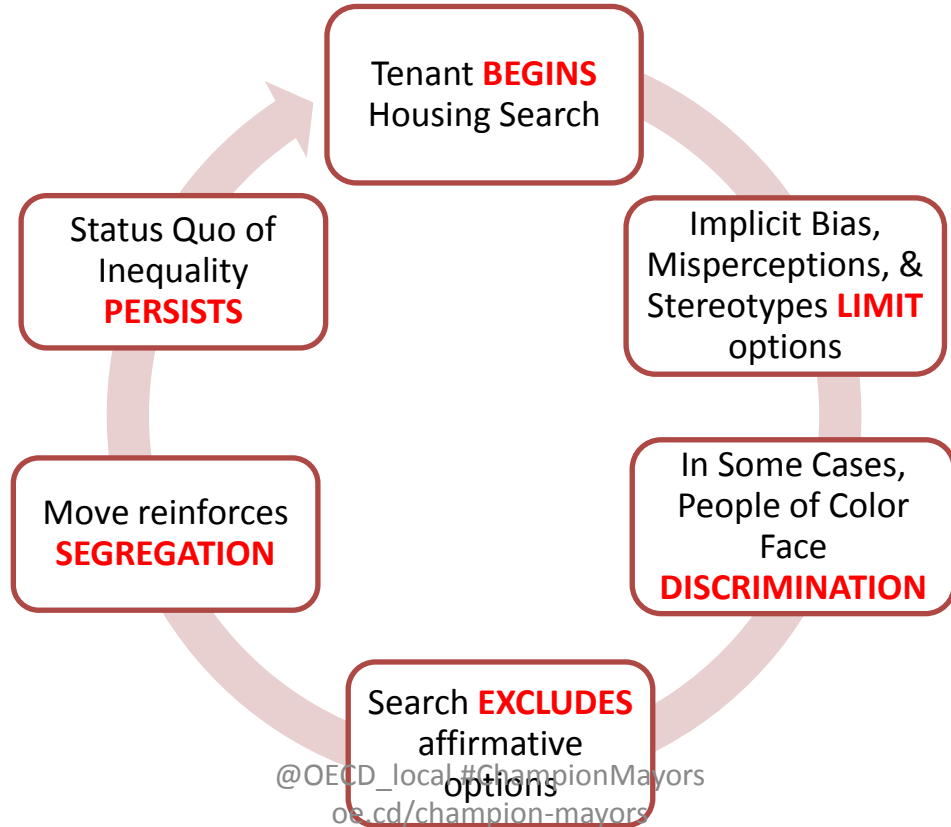 Tenant BEGINS
Housing Search
Implicit Bias,
Misperceptions, &
Stereotypes LIMIT
options
In Some Cases,
People of Color
Face
DISCRIMINATION
Search EXCLUDES
affirmative
options
@OECD_local #ChampionMayors
oe.cd/champion-mayors
Move reinforces
SEGREGATION
Status Quo of
Inequality
PERSISTS